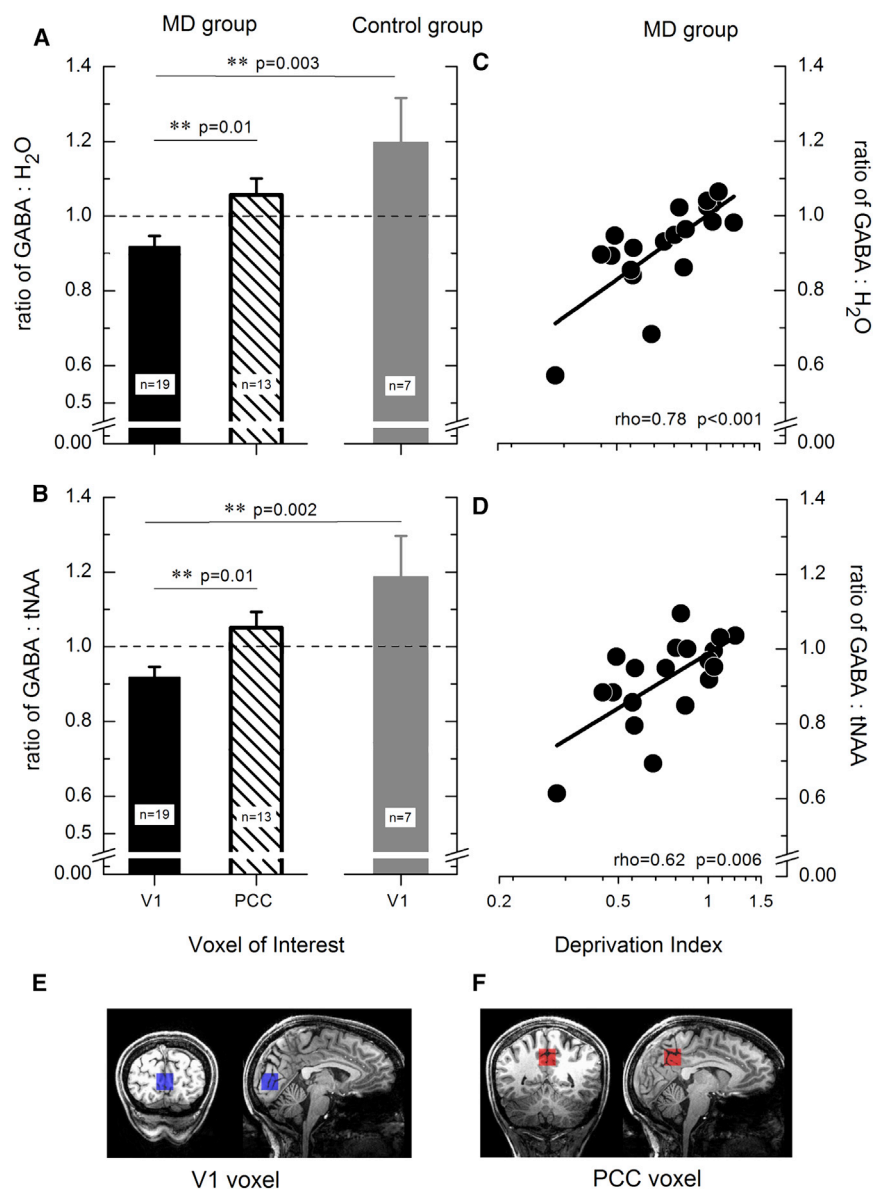 MD group Control group MD group
A
C
1.4
1.2
1.0
0.8
0.6
0.5
0.00
ratio of GABA : H2O
** p=0.003
** p=0.01
n=19
n=13
n=7
1.4
1.2
1.0
0.8
0.6
0.00
ratio of GABA : H2O
rho=0.78 p<0.001
B
D
1.4
1.2
1.0
0.8
0.6
0.5
0.00
ratio of GABA : tNAA
** p=0.002
** p=0.01
n=19
n=13
n=7
V1 PCC V1
Voxel of Interest
1.4
1.2
1.0
0.8
0.6
0.00
ratio of GABA : tNAA
rho=0.62 p=0.006
0.2 0.5 1 1.5
Deprivation Index
E
F
V1 voxel
PCC voxel